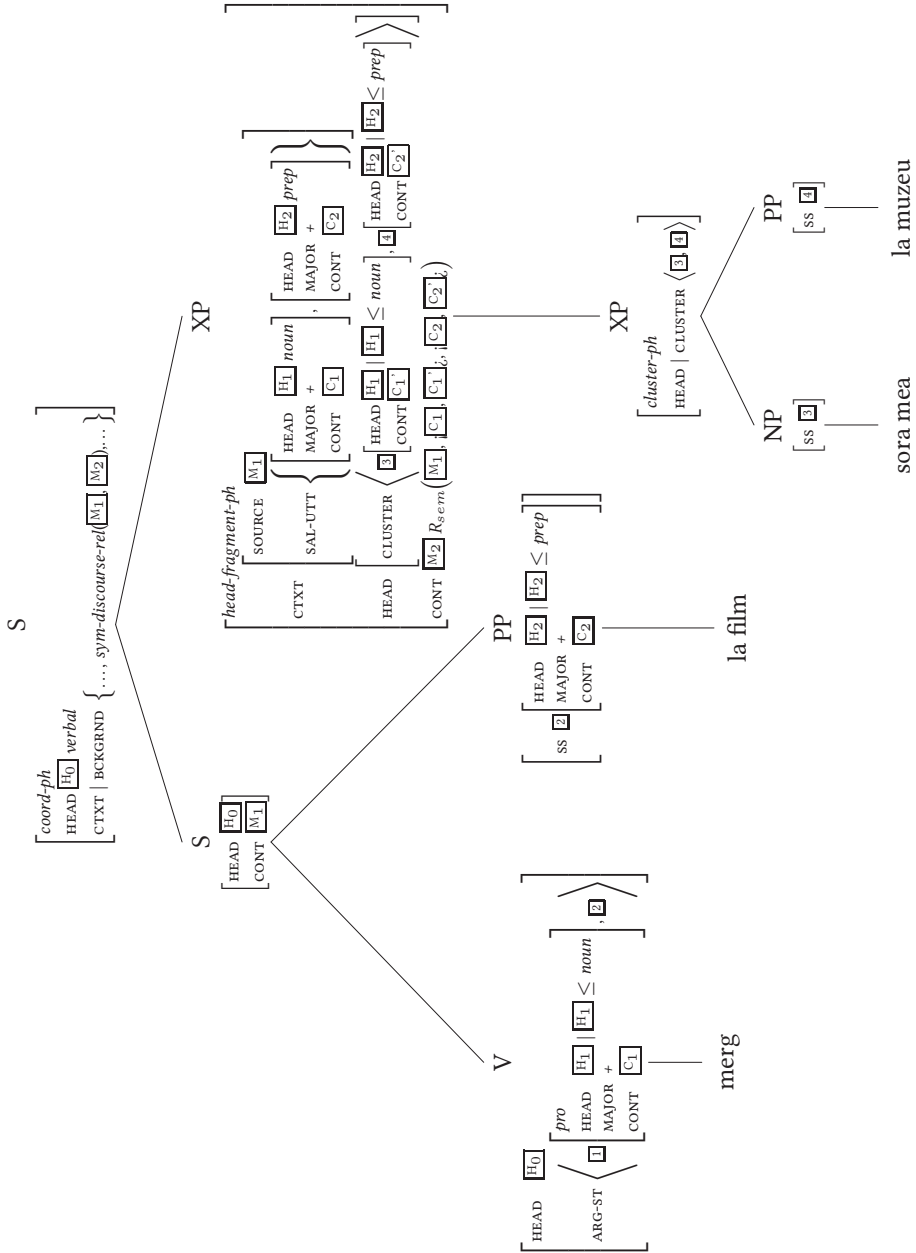 S
coord-ph
HEAD H0 verbal
CTXT | BCKGRND {…, sym-discourse-rel(M1, M2),…}
S
HEAD H0
CONT M1
XP
head-fragment-ph
CTXT
SOURCE M1
SAL-UTT
HEAD H1 noun
MAJOR +
CONT C1
,
HEAD H2 prep
MAJOR +
CONT C2
HEAD
CLUSTER
3
HEAD H1 | H1 ≤ noun
CONT C1'
, 4
HEAD H2 | H2 ≤ prep
CONT C2'
CONT M2 Rsem(M1, ¡C1, C1'¿, ¡C2, C2'¿)
V
HEAD H0
ARG-ST
1
pro
HEAD H1 | H1 ≤ noun
MAJOR +
CONT C1
, 2
merg
PP
SS 2
HEAD H2 | H2 ≤ prep
MAJOR +
CONT C2
la film
XP
cluster-ph
HEAD | CLUSTER ⟨3, 4⟩
NP
[SS 3]
sora mea
PP
[SS 4]
la muzeu